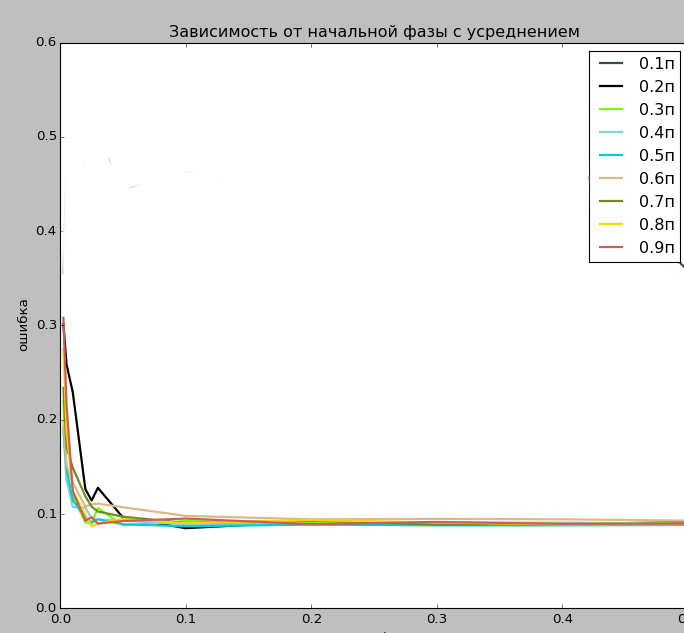 Зависимость от начальной фазы с усреднением
0.6
0.5
0.4
0.3
0.2
0.1
0.0
ошибка
0.1п
0.2п
0.3п
0.4п
0.5п
0.6п
0.7п
0.8п
0.9п
0.0 0.1 0.2 0.3 0.4